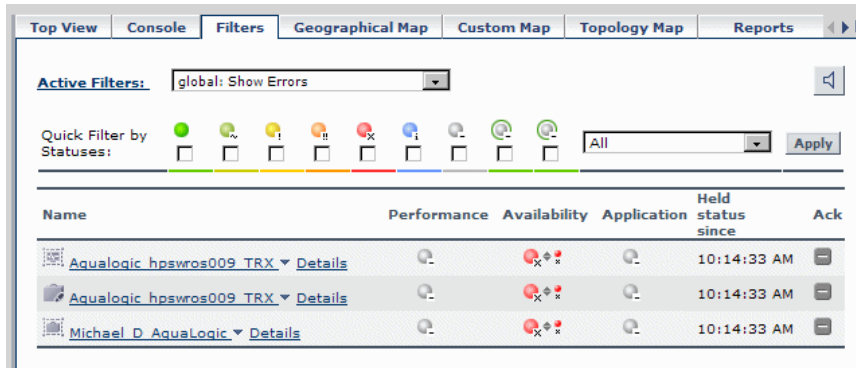 Top View Console Filters Geographical Map Custom Map Topology Map Reports
Active Filters: global: Show Errors
Quick Filter by
Statuses:
All
Apply
Name Performance Availability Application Held status since Ack
Aqualogic_hpswros009_TRX Details 10:14:33 AM
Aqualogic_hpswros009_TRX Details 10:14:33 AM
Michael_D_AquaLogic Details 10:14:33 AM